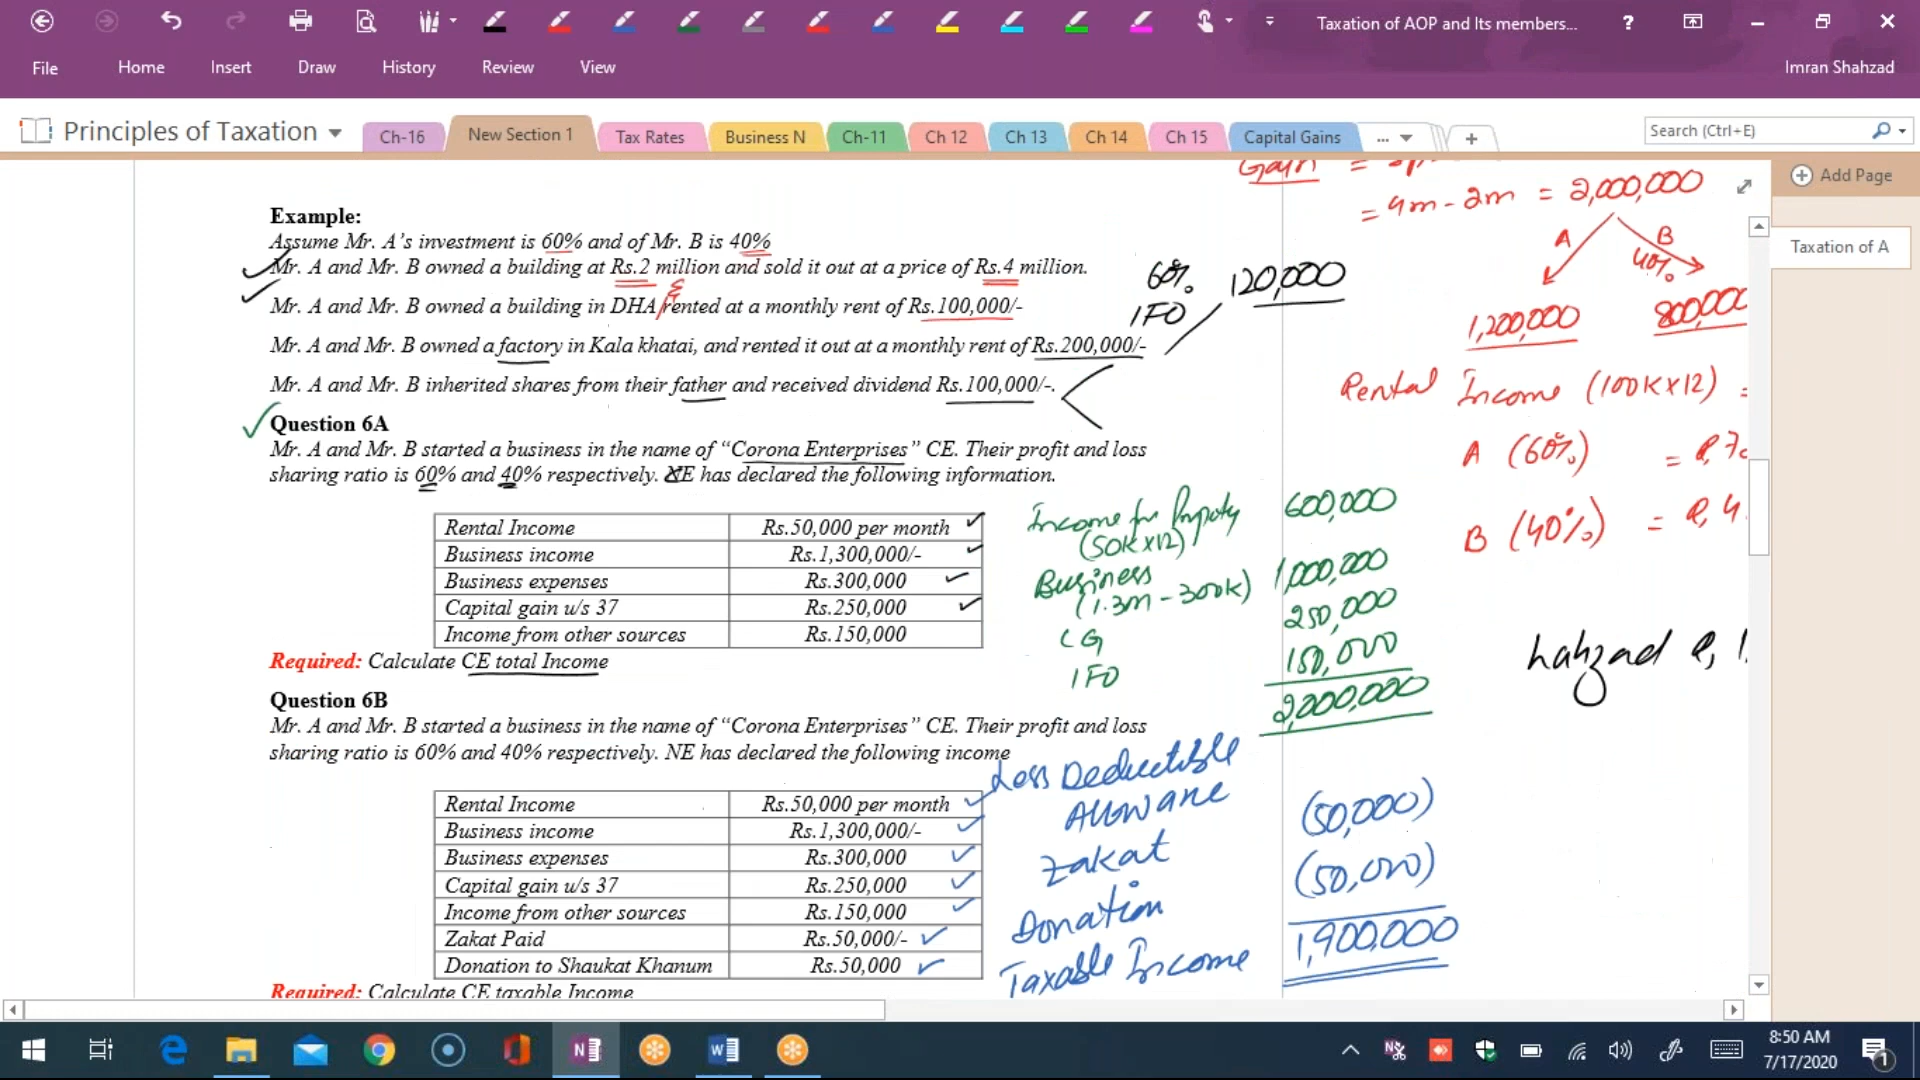 Taxation of AOP and Its members...
?
File Home Insert Draw History Review View
Imran Shahzad
Principles of Taxation
Ch-16
New Section 1
Tax Rates
Business N
Ch-11
Ch 12
Ch 13
Ch 14
Ch 15
Capital Gains
...
Search (Ctrl+E)
Add Page
Taxation of A
Example:
Assume Mr. A's investment is 60% and of Mr. B is 40%
Mr. A and Mr. B owned a building at Rs.2 million and sold it out at a price of Rs.4 million.
Mr. A and Mr. B owned a building in DHA rented at a monthly rent of Rs.100,000/-
Mr. A and Mr. B owned a factory in Kala khatai, and rented it out at a monthly rent of Rs.200,000/-
Mr. A and Mr. B inherited shares from their father and received dividend Rs.100,000/-.
60%
IFO
120,000
Gain =
= 4m - 2m = 2,000,000
A
B
40%
1,200,000
800,000
Rental Income (100K×12) =
A (60%) =
B (40%) =
Question 6A
Mr. A and Mr. B started a business in the name of "Corona Enterprises" CE. Their profit and loss
sharing ratio is 60% and 40% respectively. NE has declared the following information.
Rental Income Rs.50,000 per month
Business income Rs.1,300,000/-
Business expenses Rs.300,000
Capital gain u/s 37 Rs.250,000
Income from other sources Rs.150,000
Required: Calculate CE total Income
(50K×12) 600,000
Business
(1.3m - 300K) 1,000,000
CG 250,000
IFO 150,000
2,000,000
Question 6B
Mr. A and Mr. B started a business in the name of "Corona Enterprises" CE. Their profit and loss
sharing ratio is 60% and 40% respectively. NE has declared the following income
Rental Income Rs.50,000 per month
Business income Rs.1,300,000/-
Business expenses Rs.300,000
Capital gain u/s 37 Rs.250,000
Income from other sources Rs.150,000
Zakat Paid Rs.50,000/-
Donation to Shaukat Khanum Rs.50,000
Required: Calculate CE taxable Income
Less Deductible
Allowane
Zakat (50,000)
Donation (50,000)
Taxable Income 1,900,000
8:50 AM
7/17/2020
1